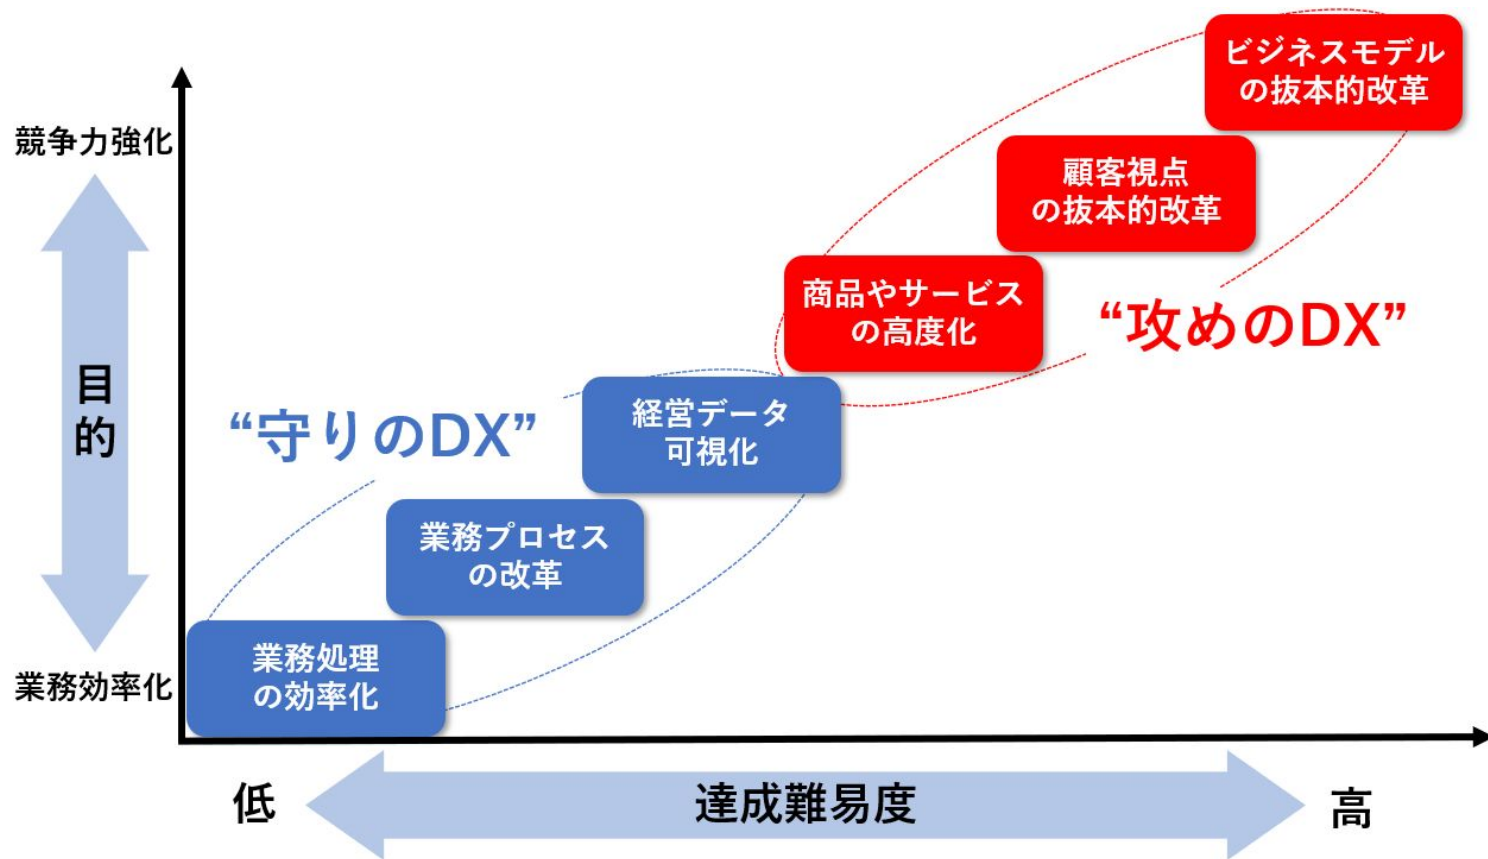 ビジネスモデル
の抜本的改革
競争力強化
顧客視点
の抜本的改革
商品やサービス
の高度化
“攻めのDX”
目的
“守りのDX”
経営データ
可視化
業務プロセス
の改革
業務処理
の効率化
業務効率化
低
達成難易度
高